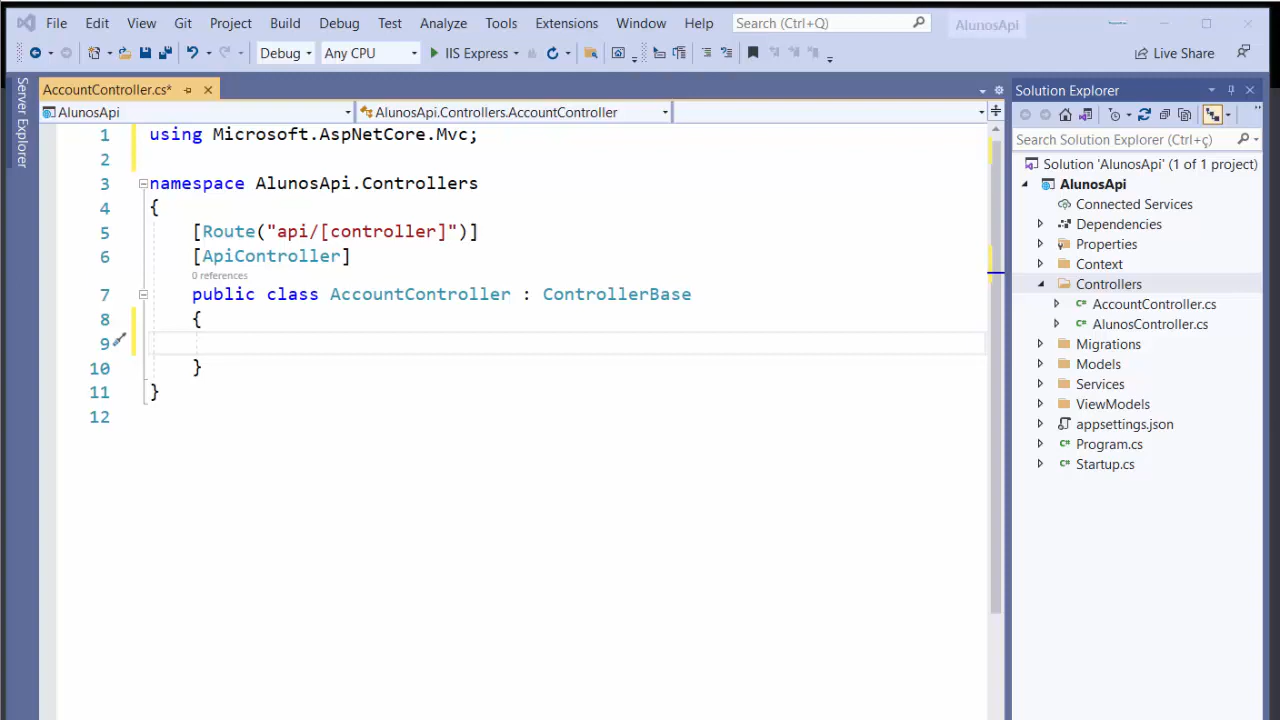 File Edit View Git Project Build Debug Test Analyze Tools Extensions Window Help Search (Ctrl+Q) AlunosApi
Debug Any CPU IIS Express Live Share
Server Explorer
AccountController.cs*
AlunosApi AlunosApi.Controllers.AccountController
1 using Microsoft.AspNetCore.Mvc;
2
3 namespace AlunosApi.Controllers
4 {
5 [Route("api/[controller]")]
6 [ApiController]
0 references
7 public class AccountController : ControllerBase
8 {
9
10 }
11 }
12
Solution Explorer
Search Solution Explorer (Ctrl+ç)
Solution 'AlunosApi' (1 of 1 project)
AlunosApi
Connected Services
Dependencies
Properties
Context
Controllers
C# AccountController.cs
C# AlunosController.cs
Migrations
Models
Services
ViewModels
appsettings.json
C# Program.cs
C# Startup.cs